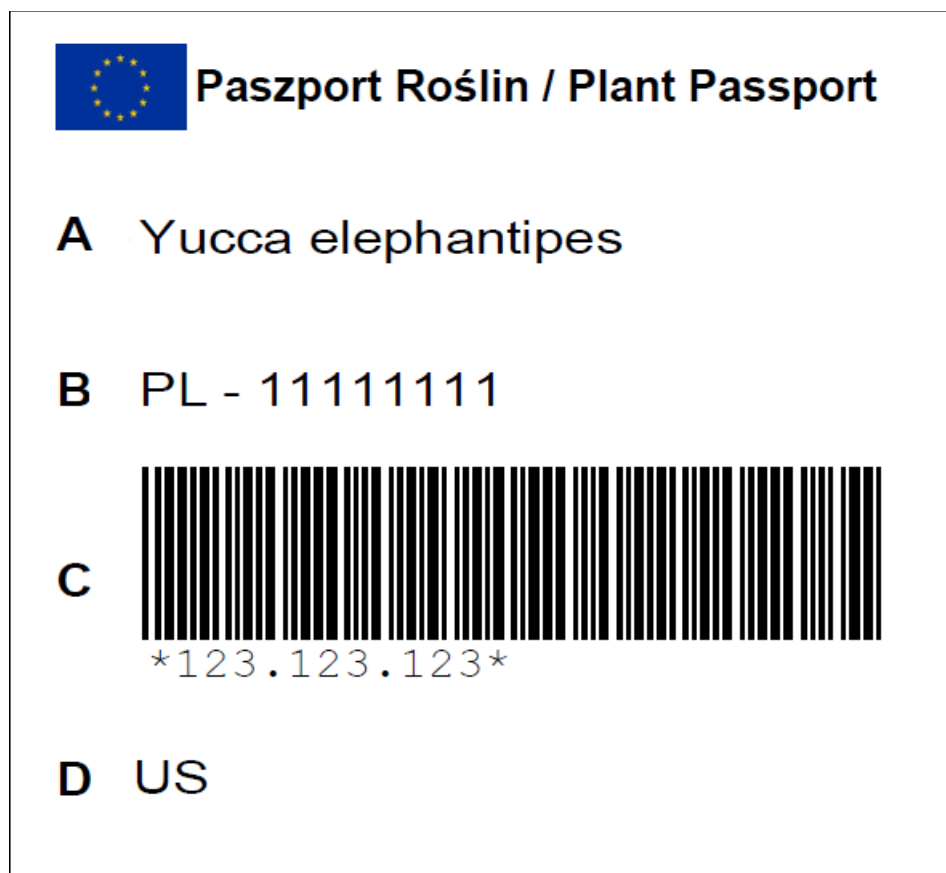 Paszport Roślin / Plant Passport
A Yucca elephantipes
B PL - 11111111
C
*123.123.123*
D US